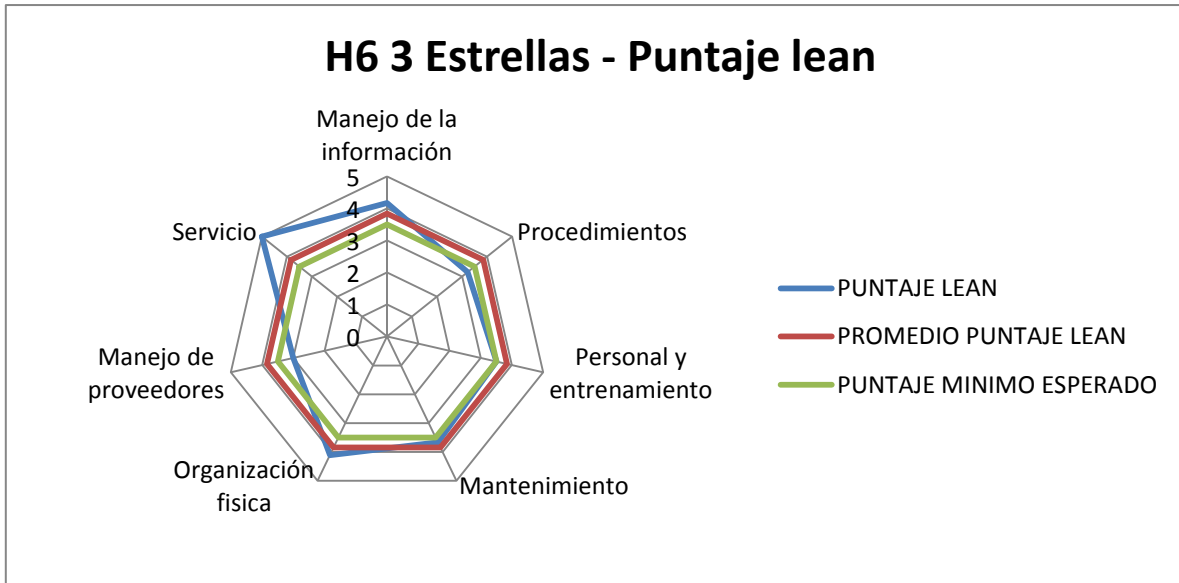 H6 3 Estrellas - Puntaje lean
Manejo de la
información
5
4
3
2
1
0
Procedimientos
Personal y
entrenamiento
Mantenimiento
Organización
fisica
Manejo de
proveedores
Servicio
PUNTAJE LEAN
PROMEDIO PUNTAJE LEAN
PUNTAJE MINIMO ESPERADO